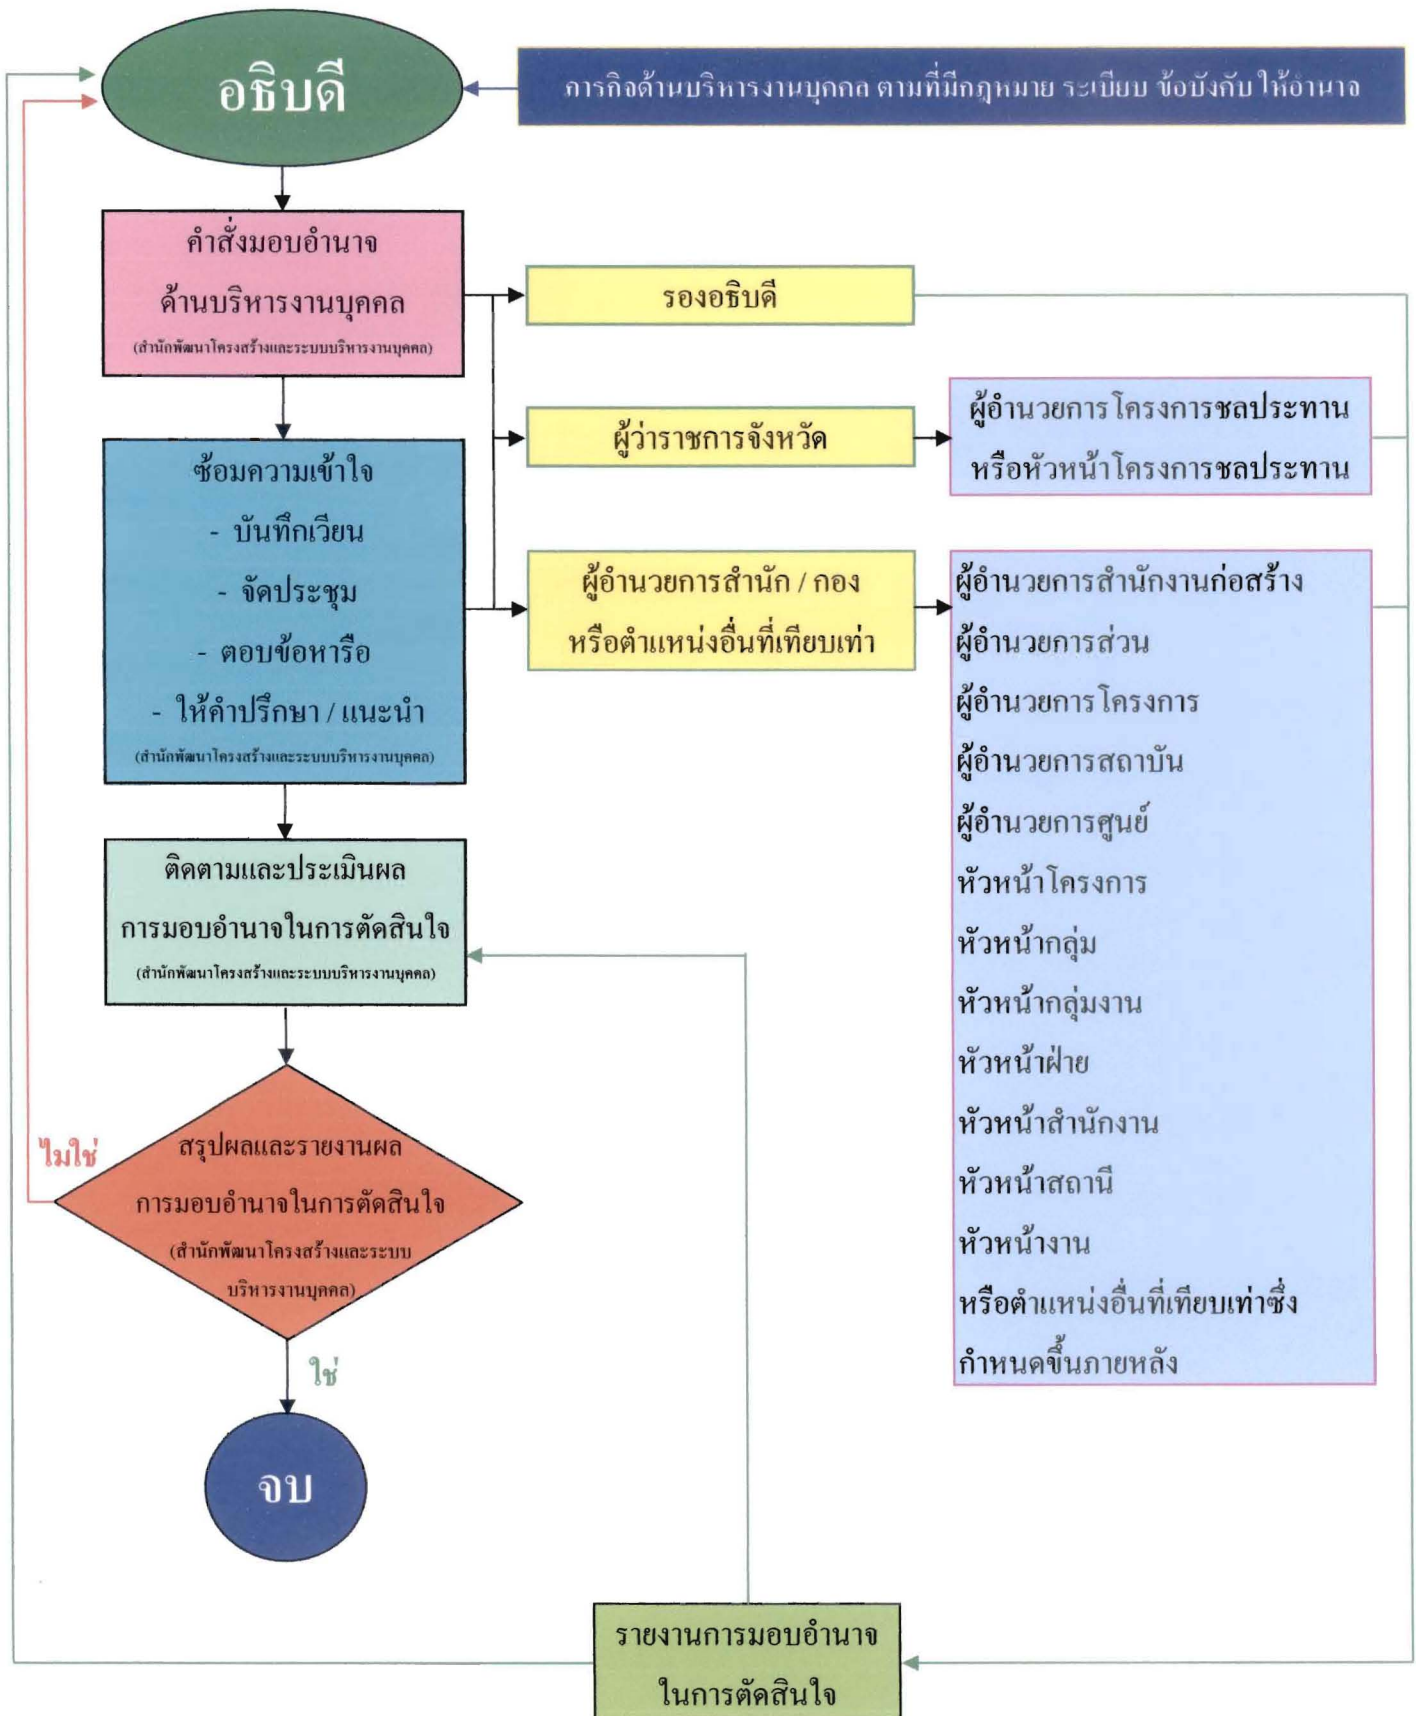 อธิบดี
ภารกิจด้านบริหารงานบุคคล ตามที่มีกฎหมาย ระเบียบ ข้อบังคับ ให้อำนาจ
คำสั่งมอบอำนาจ
ด้านบริหารงานบุคคล
(สำนักพัฒนาโครงสร้างและระบบบริหารงานบุคคล)
รองอธิบดี
ผู้ว่าราชการจังหวัด
ผู้อำนวยการโครงการชลประทาน
หรือหัวหน้าโครงการชลประทาน
ซ้อมความเข้าใจ
- บันทึกเวียน
- จัดประชุม
- ตอบข้อหารือ
- ให้คำปรึกษา / แนะนำ
(สำนักพัฒนาโครงสร้างและระบบบริหารงานบุคคล)
ผู้อำนวยการสำนัก / กอง
หรือตำแหน่งอื่นที่เทียบเท่า
ผู้อำนวยการสำนักงานก่อสร้าง
ผู้อำนวยการส่วน
ผู้อำนวยการโครงการ
ผู้อำนวยการสถาบัน
ผู้อำนวยการศูนย์
หัวหน้าโครงการ
หัวหน้ากลุ่ม
หัวหน้ากลุ่มงาน
หัวหน้าฝ่าย
หัวหน้าสำนักงาน
หัวหน้าสถานี
หัวหน้างาน
หรือตำแหน่งอื่นที่เทียบเท่าซึ่ง
กำหนดขึ้นภายหลัง
ติดตามและประเมินผล
การมอบอำนาจในการตัดสินใจ
(สำนักพัฒนาโครงสร้างและระบบบริหารงานบุคคล)
ไม่ใช่
สรุปผลและรายงานผล
การมอบอำนาจในการตัดสินใจ
(สำนักพัฒนาโครงสร้างและระบบ
บริหารงานบุคคล)
ใช่
จบ
รายงานการมอบอำนาจ
ในการตัดสินใจ